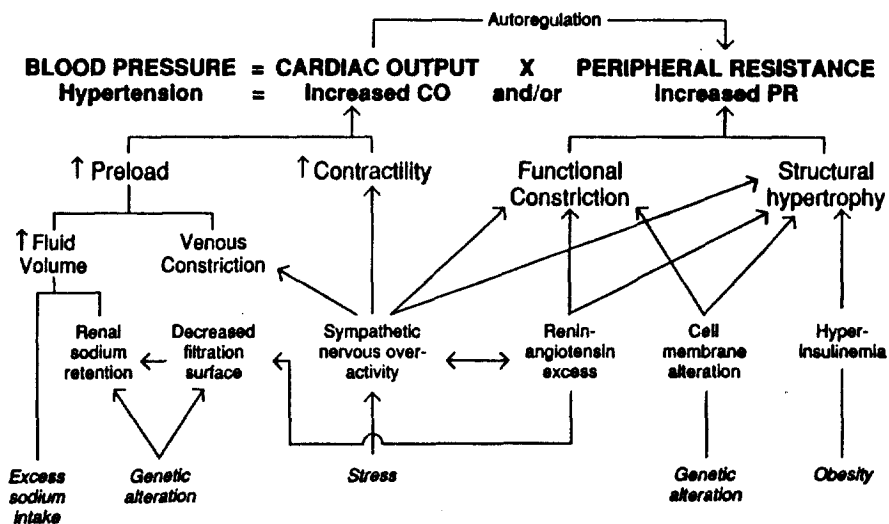 Autoregulation
BLOOD PRESSURE = CARDIAC OUTPUT X PERIPHERAL RESISTANCE
Hypertension = Increased CO and/or Increased PR
↑ Preload
↑ Contractility
Functional
Constriction
Structural
hypertrophy
↑ Fluid
Volume
Venous
Constriction
Renal
sodium
retention
Decreased
filtration
surface
Sympathetic
nervous over-
activity
Renin-
angiotensin
excess
Cell
membrane
alteration
Hyper-
insulinemia
Excess
sodium
intake
Genetic
alteration
Stress
Genetic
alteration
Obesity